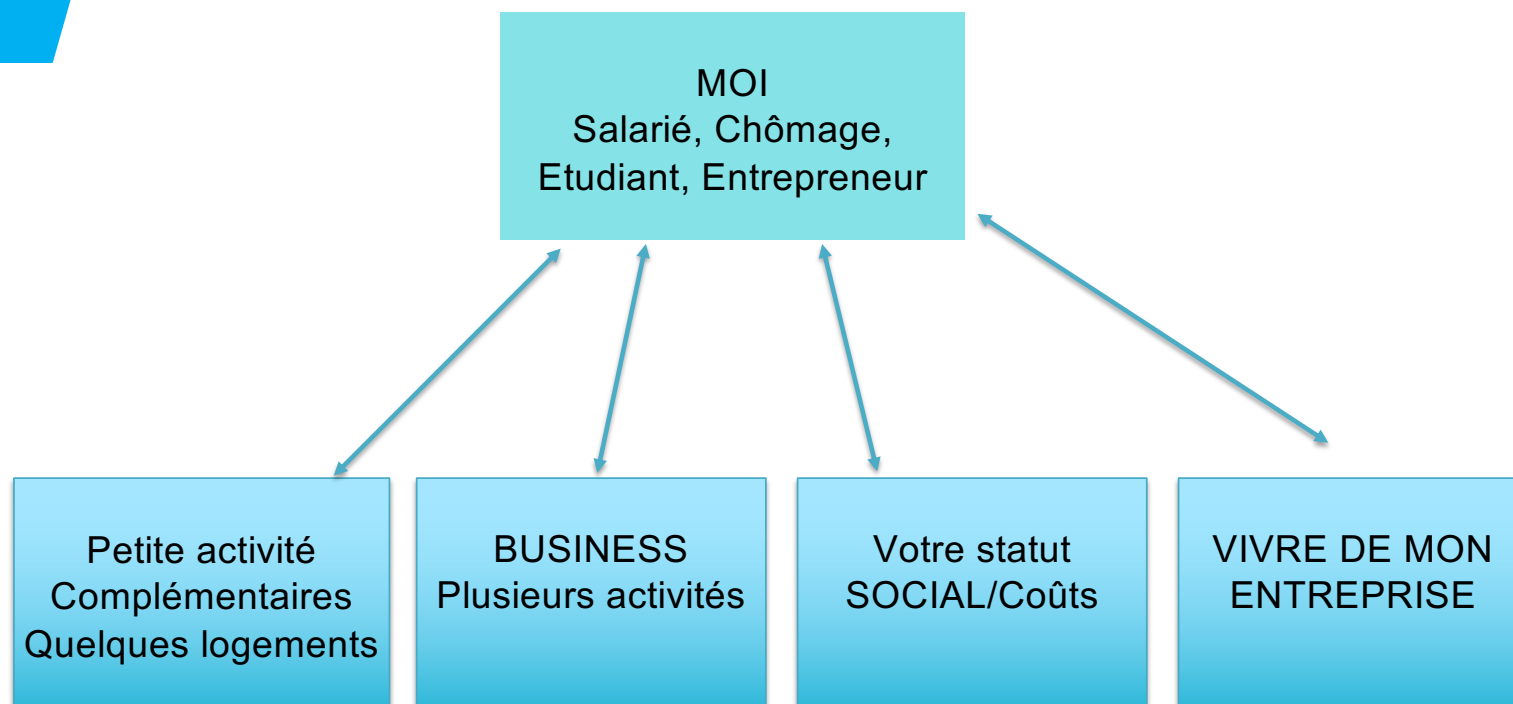 MOI
Salarié, Chômage,
Etudiant, Entrepreneur
Petite activité
Complémentaires
Quelques logements
BUSINESS
Plusieurs activités
Votre statut
SOCIAL/Coûts
VIVRE DE MON
ENTREPRISE